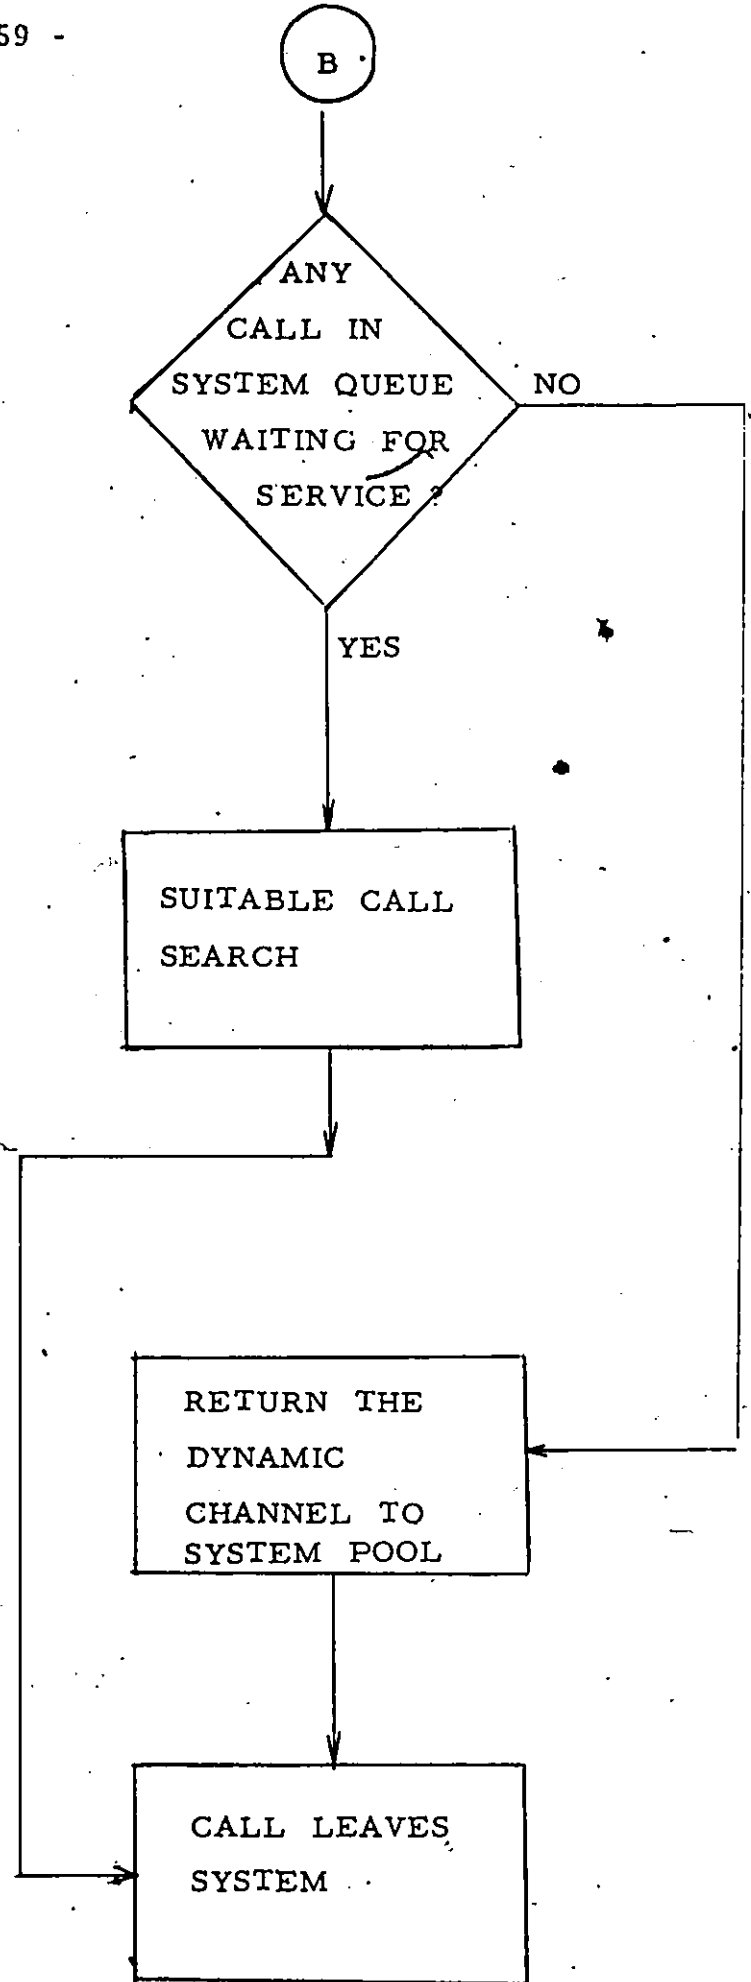 59 -
B
ANY
CALL IN
SYSTEM QUEUE
WAITING FOR
SERVICE ?
NO
YES
SUITABLE CALL
SEARCH
RETURN THE
DYNAMIC
CHANNEL TO
SYSTEM POOL
CALL LEAVES
SYSTEM